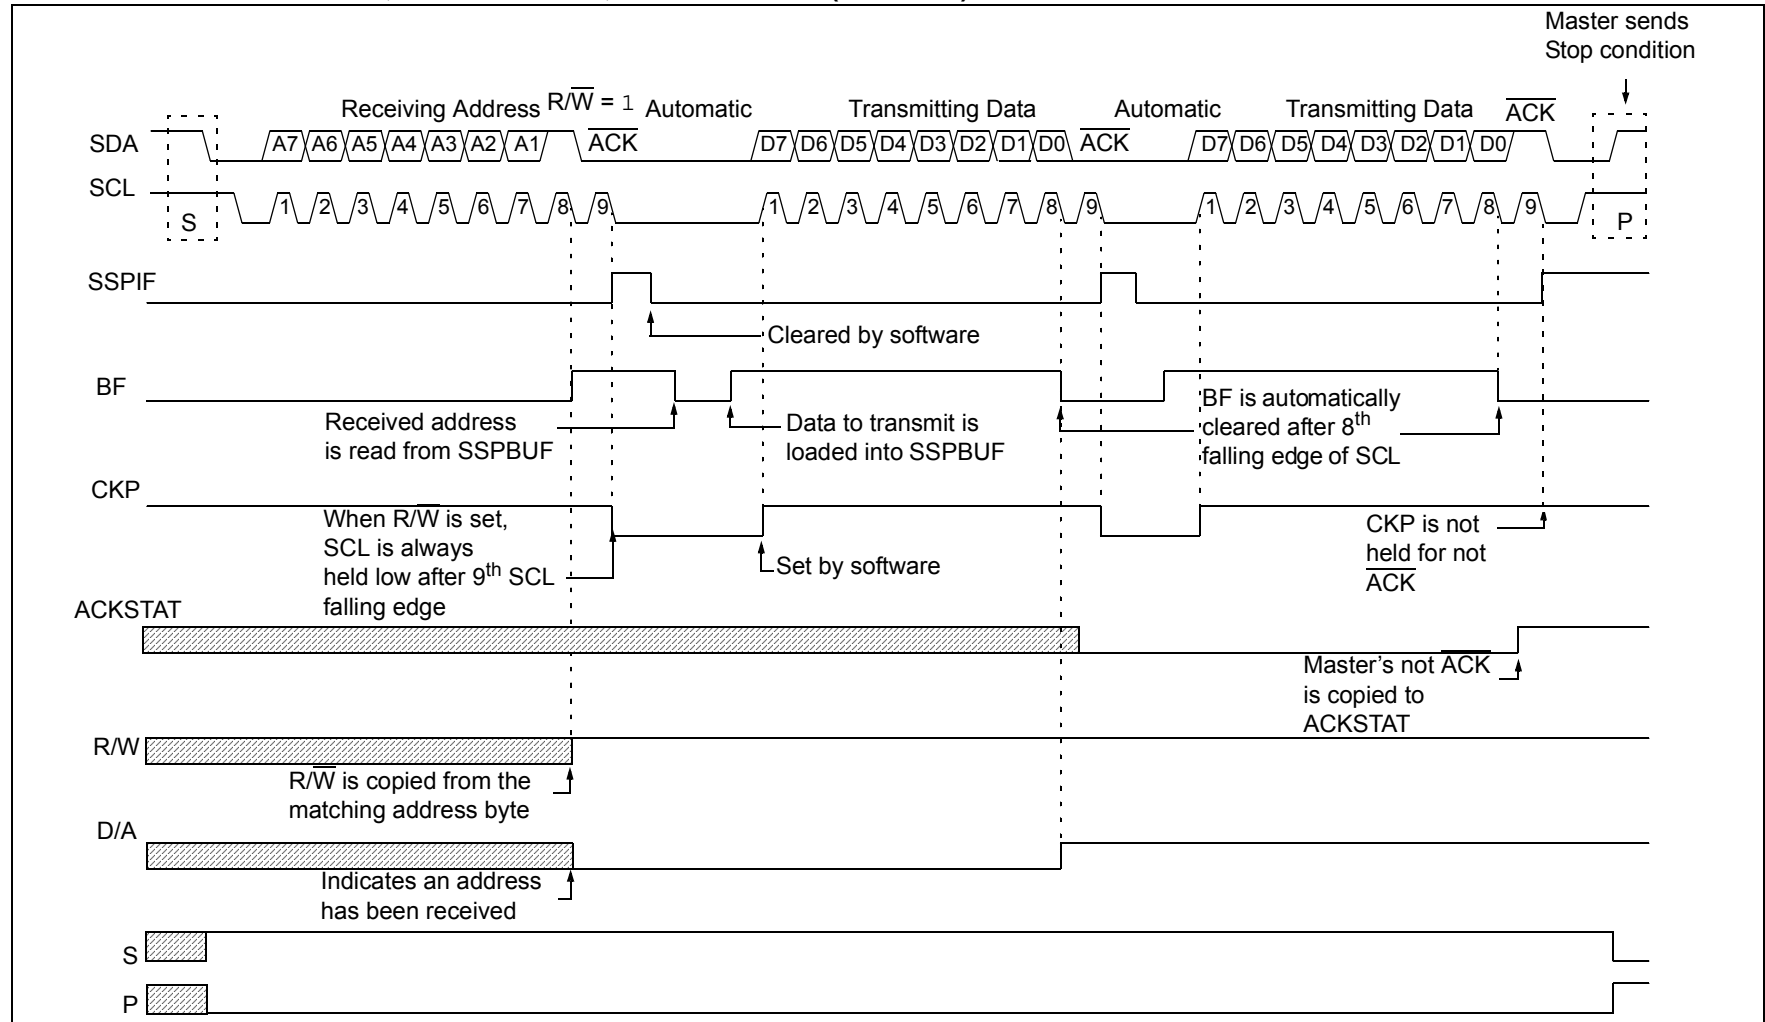 Master sends
Stop condition
Receiving Address R/W = 1 Automatic Transmitting Data Automatic Transmitting Data ACK
SDA A7 A6 A5 A4 A3 A2 A1 ACK D7 D6 D5 D4 D3 D2 D1 D0 ACK D7 D6 D5 D4 D3 D2 D1 D0
SCL
S 1 2 3 4 5 6 7 8 9 1 2 3 4 5 6 7 8 9 1 2 3 4 5 6 7 8 9 P
SSPIF
Cleared by software
BF
Received address
is read from SSPBUF
Data to transmit is
loaded into SSPBUF
BF is automatically
cleared after 8th
falling edge of SCL
CKP
When R/W is set,
SCL is always
held low after 9th SCL
falling edge
Set by software
CKP is not
held for not
ACK
ACKSTAT
Master's not ACK
is copied to
ACKSTAT
R/W
R/W is copied from the
matching address byte
D/A
Indicates an address
has been received
S
P